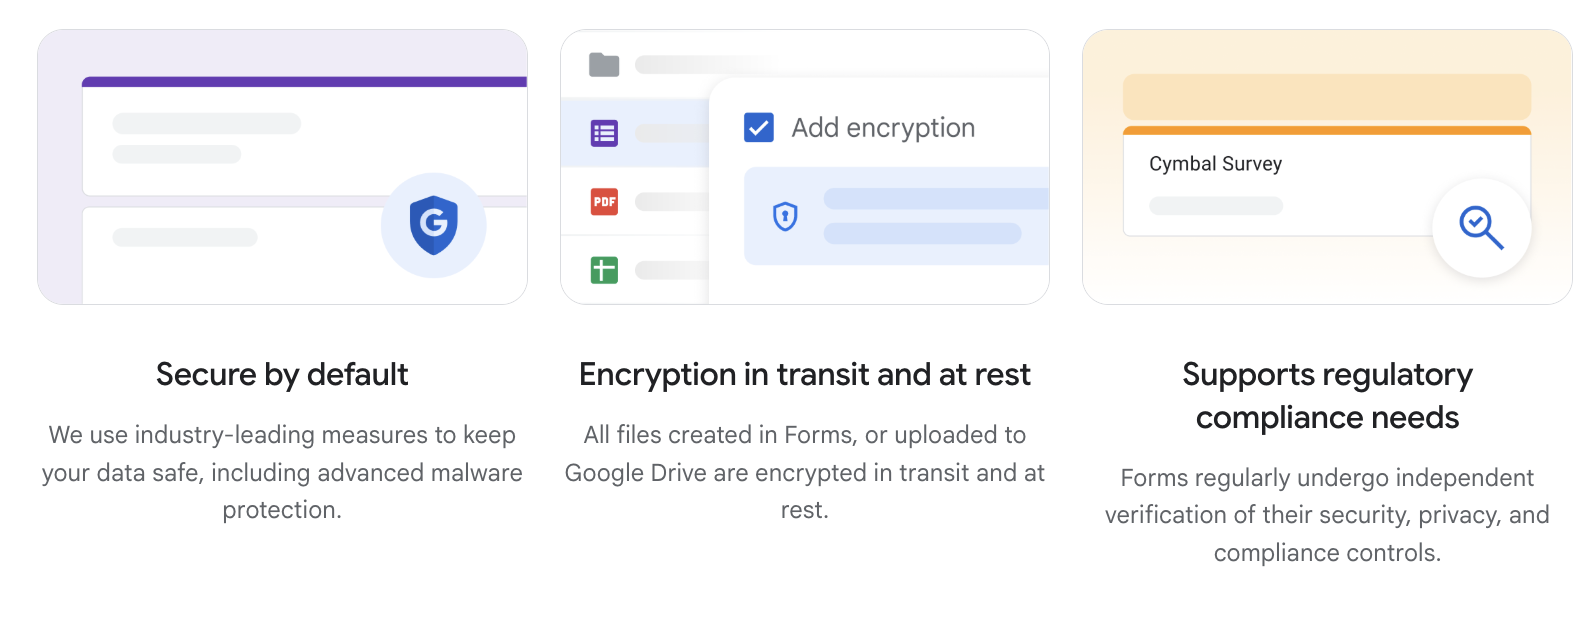 G
PDF
Add encryption
Cymbal Survey
Secure by default
We use industry-leading measures to keep
your data safe, including advanced malware
protection.
Encryption in transit and at rest
All files created in Forms, or uploaded to
Google Drive are encrypted in transit and at
rest.
Supports regulatory
compliance needs
Forms regularly undergo independent
verification of their security, privacy, and
compliance controls.